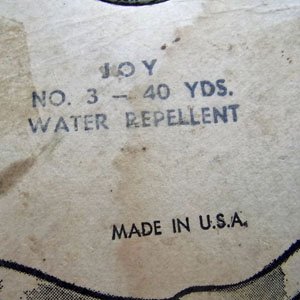 JOY
NO. 3 - 40 YDS.
WATER REPELLENT
MADE IN U.S.A.